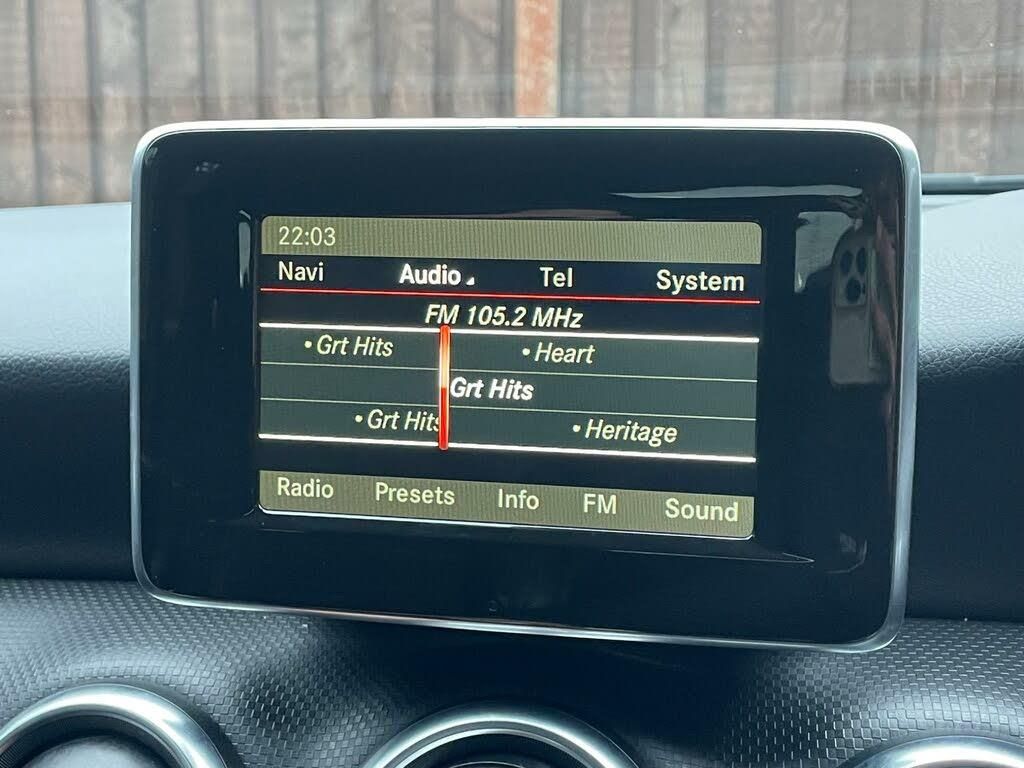 22:03
Navi Audio Tel System
FM 105.2 MHz
• Grt Hits • Heart
Grt Hits
• Grt Hits • Heritage
Radio Presets Info FM Sound